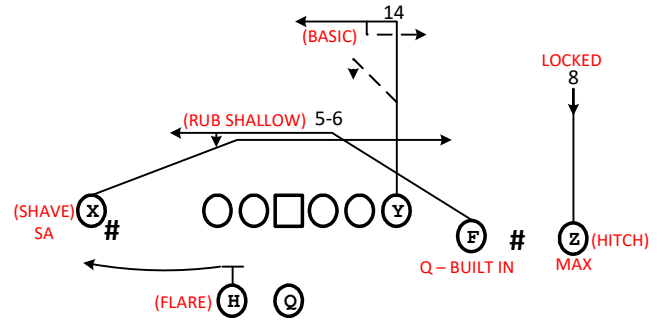 14
(BASIC)
LOCKED
8
(RUB SHALLOW) 5-6
(SHAVE) X #
SA
Y
F # Z (HITCH)
Q – BUILT IN MAX
(FLARE) H Q